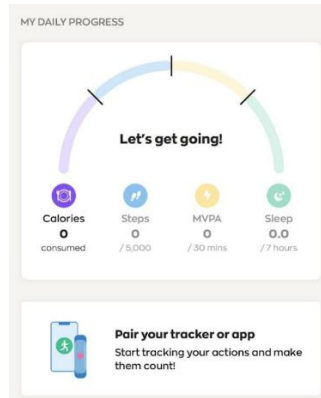 MY DAILY PROGRESS
Let's get going!
Calories Steps MVPA Sleep
0 0 0 0.0
consumed / 5,000 / 30 mins / 7 hours
Pair your tracker or app
Start tracking your actions and make
them count!